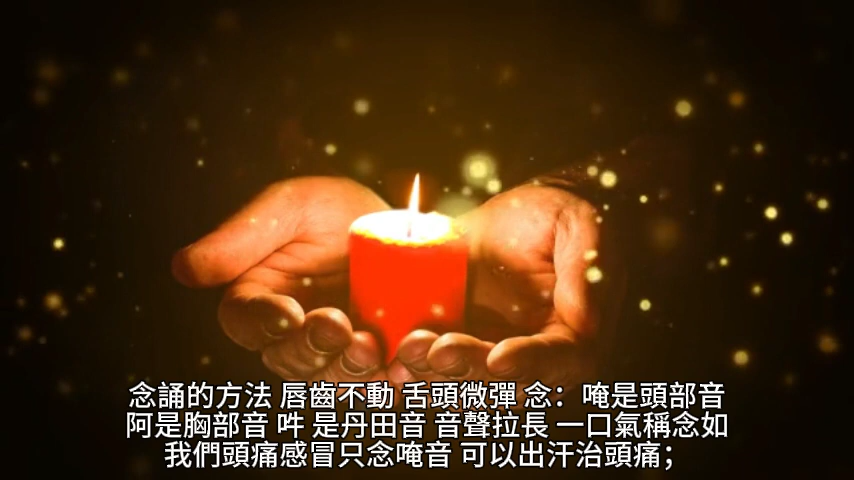 念誦的方法 唇齒不動 舌頭微彈 念：唵是頭部音
阿是胸部音 吽 是丹田音 音聲拉長 一口氣稱念如
我們頭痛感冒只念唵音 可以出汗治頭痛；